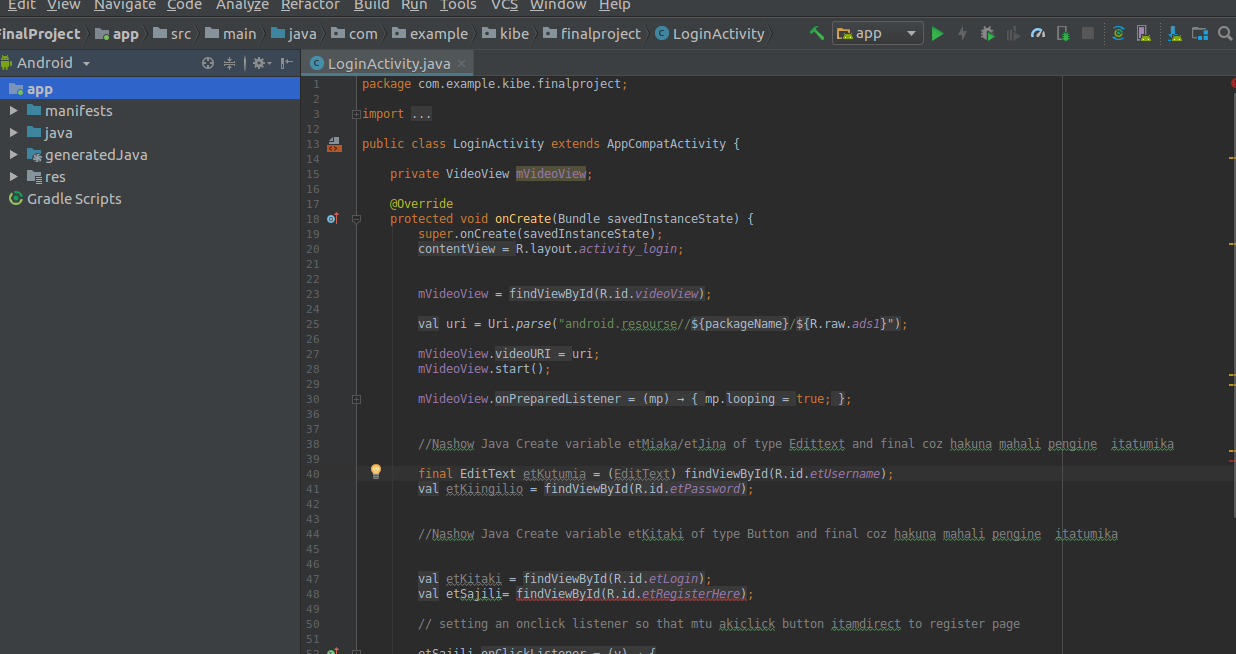 Edit View Navigate Code Analyze Refactor Build Run Tools VCS Window Help
FinalProject app src main java com example kibe finalproject LoginActivity app
Android LoginActivity.java
app
manifests
java
generatedJava
res
Gradle Scripts
1 package com.example.kibe.finalproject;
2
3 import ...
12
13 public class LoginActivity extends AppCompatActivity {
14
15 private VideoView mVideoView;
16
17 @Override
18 protected void onCreate(Bundle savedInstanceState) {
19 super.onCreate(savedInstanceState);
20 contentView = R.layout.activity_login;
21
22
23 mVideoView = findViewById(R.id.videoView);
24
25 val uri = Uri.parse("android.resourse//${packageName}/${R.raw.ads1}");
26
27 mVideoView.videoURI = uri;
28 mVideoView.start();
29
30 mVideoView.onPreparedListener = (mp) → { mp.looping = true; };
36
37
38 //Nashow Java Create variable etMiaka/etJina of type Edittext and final coz hakuna mahali pengine itatumika
39
40 final EditText etKutumia = (EditText) findViewById(R.id.etUsername);
41 val etKiingilio = findViewById(R.id.etPassword);
42
43
44 //Nashow Java Create variable etKitaki of type Button and final coz hakuna mahali pengine itatumika
45
46
47 val etKitaki = findViewById(R.id.etLogin);
48 val etSajili= findViewById(R.id.etRegisterHere);
49
50 // setting an onclick listener so that mtu akiclick button itamdirect to register page
51
52 etSajili.onClickListener = (v) → {